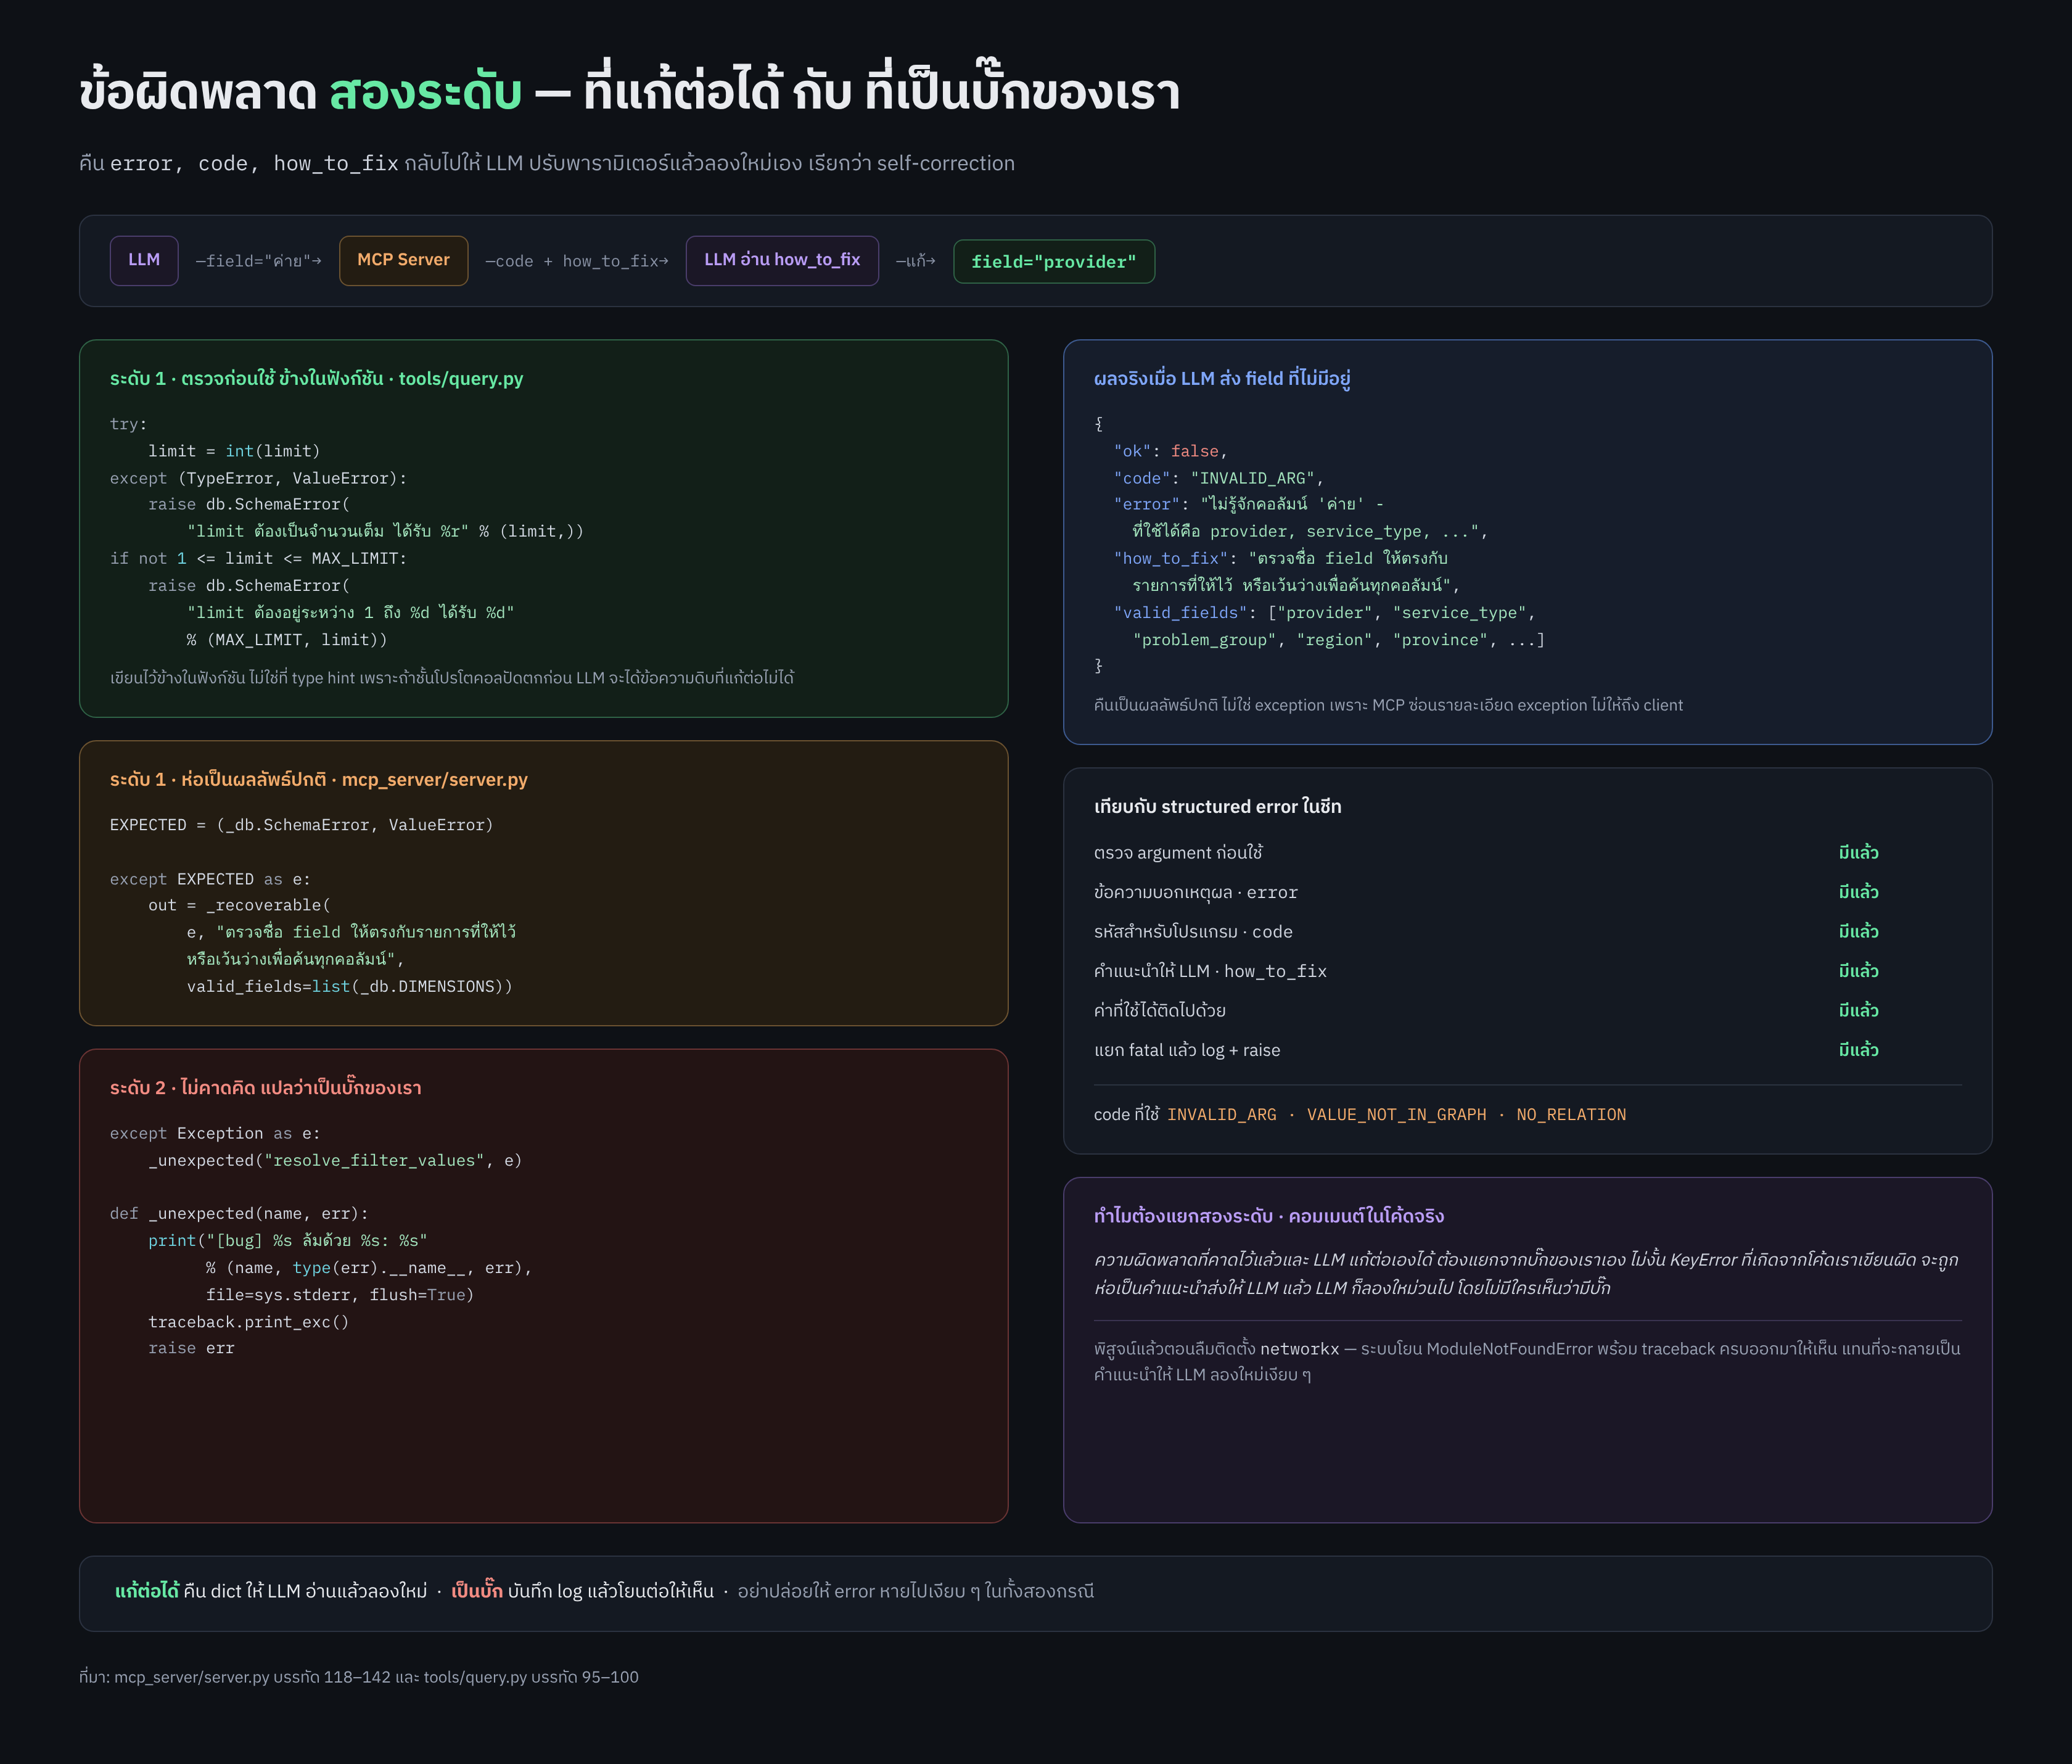 ข้อผิดพลาด สองระดับ — ที่แก้ต่อได้ กับ ที่เป็นบั๊กของเรา
คืน error, code, how_to_fix กลับไปให้ LLM ปรับพารามิเตอร์แล้วลองใหม่เอง เรียกว่า self-correction
LLM —field="ค่าย"→ MCP Server —code + how_to_fix→ LLM อ่าน how_to_fix —แก้→ field="provider"
ระดับ 1 · ตรวจก่อนใช้ ข้างในฟังก์ชัน · tools/query.py
try:
    limit = int(limit)
except (TypeError, ValueError):
    raise db.SchemaError(
        "limit ต้องเป็นจำนวนเต็ม ได้รับ %r" % (limit,))
if not 1 <= limit <= MAX_LIMIT:
    raise db.SchemaError(
        "limit ต้องอยู่ระหว่าง 1 ถึง %d ได้รับ %d"
        % (MAX_LIMIT, limit))
เขียนไว้ข้างในฟังก์ชัน ไม่ใช่ที่ type hint เพราะถ้าชั้นโปรโตคอลปัดตกก่อน LLM จะได้ข้อความดิบที่แก้ต่อไม่ได้
ระดับ 1 · ห่อเป็นผลลัพธ์ปกติ · mcp_server/server.py
EXPECTED = (_db.SchemaError, ValueError)
except EXPECTED as e:
    out = _recoverable(
        e, "ตรวจชื่อ field ให้ตรงกับรายการที่ให้ไว้
        หรือเว้นว่างเพื่อค้นทุกคอลัมน์",
        valid_fields=list(_db.DIMENSIONS))
ระดับ 2 · ไม่คาดคิด แปลว่าเป็นบั๊กของเรา
except Exception as e:
    _unexpected("resolve_filter_values", e)
def _unexpected(name, err):
    print("[bug] %s ล้มด้วย %s: %s"
          % (name, type(err).__name__, err),
          file=sys.stderr, flush=True)
    traceback.print_exc()
    raise err
ผลจริงเมื่อ LLM ส่ง field ที่ไม่มีอยู่
{
  "ok": false,
  "code": "INVALID_ARG",
  "error": "ไม่รู้จักคอลัมน์ 'ค่าย' -
    ที่ใช้ได้คือ provider, service_type, ...",
  "how_to_fix": "ตรวจชื่อ field ให้ตรงกับ
    รายการที่ให้ไว้ หรือเว้นว่างเพื่อค้นทุกคอลัมน์",
  "valid_fields": ["provider", "service_type",
    "problem_group", "region", "province", ...]
}
คืนเป็นผลลัพธ์ปกติ ไม่ใช่ exception เพราะ MCP ซ่อนรายละเอียด exception ไม่ให้ถึง client
เทียบกับ structured error ในชีท
ตรวจ argument ก่อนใช้ มีแล้ว
ข้อความบอกเหตุผล · error มีแล้ว
รหัสสำหรับโปรแกรม · code มีแล้ว
คำแนะนำให้ LLM · how_to_fix มีแล้ว
ค่าที่ใช้ได้ติดไปด้วย มีแล้ว
แยก fatal แล้ว log + raise มีแล้ว
code ที่ใช้ INVALID_ARG · VALUE_NOT_IN_GRAPH · NO_RELATION
ทำไมต้องแยกสองระดับ · คอมเมนต์ในโค้ดจริง
ความผิดพลาดที่คาดไว้แล้วและ LLM แก้ต่อเองได้ ต้องแยกจากบั๊กของเราเอง ไม่งั้น KeyError ที่เกิดจากโค้ดเราเขียนผิด จะถูก
ห่อเป็นคำแนะนำส่งให้ LLM แล้ว LLM ก็ลองใหม่วนไป โดยไม่มีใครเห็นว่ามีบั๊ก
พิสูจน์แล้วตอนลืมติดตั้ง networkx — ระบบโยน ModuleNotFoundError พร้อม traceback ครบออกมาให้เห็น แทนที่จะกลายเป็น
คำแนะนำให้ LLM ลองใหม่เงียบ ๆ
แก้ต่อได้ คืน dict ให้ LLM อ่านแล้วลองใหม่ · เป็นบั๊ก บันทึก log แล้วโยนต่อให้เห็น · อย่าปล่อยให้ error หายไปเงียบ ๆ ในทั้งสองกรณี
ที่มา: mcp_server/server.py บรรทัด 118–142 และ tools/query.py บรรทัด 95–100